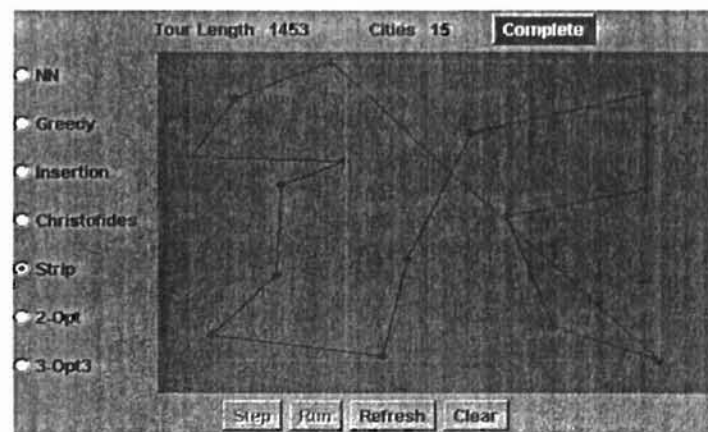 Tour Length 1453 Cities 15 Complete
NN
Greedy
Insertion
Christofides
Strip
2-Opt
3-Opt3
Step Run Refresh Clear